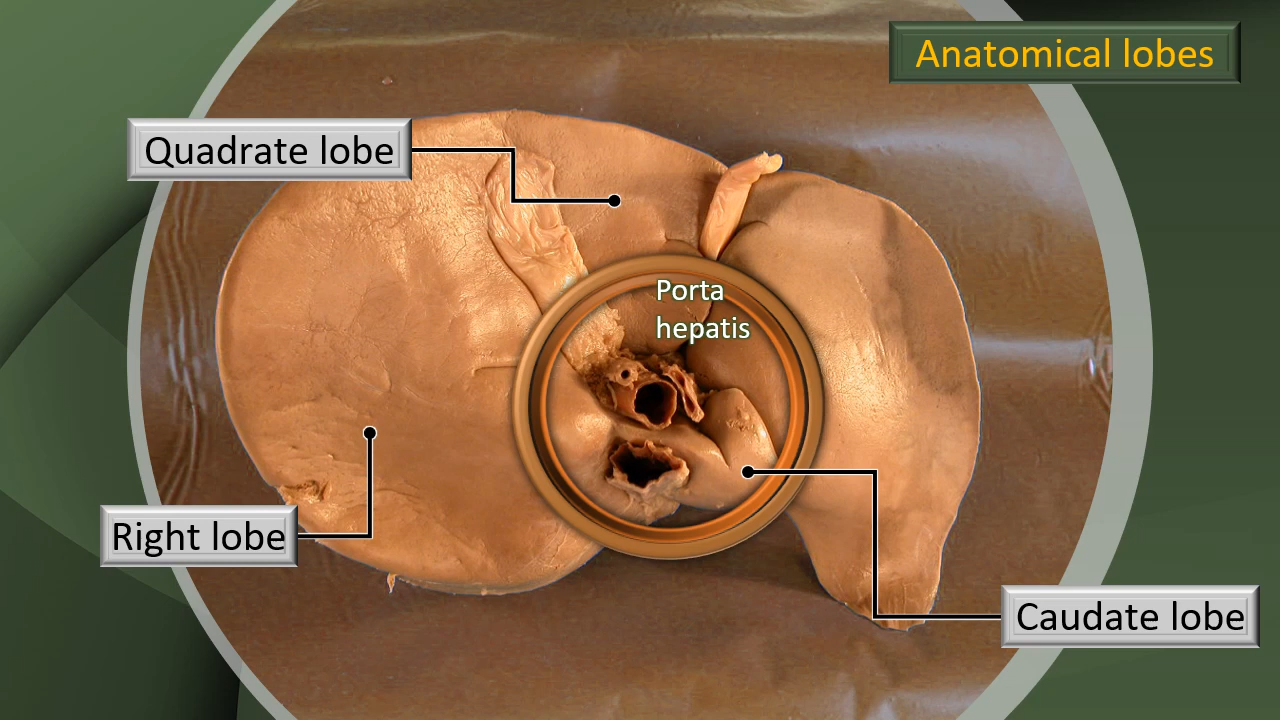 Anatomical lobes
Quadrate lobe
Porta
hepatis
Right lobe
Caudate lobe